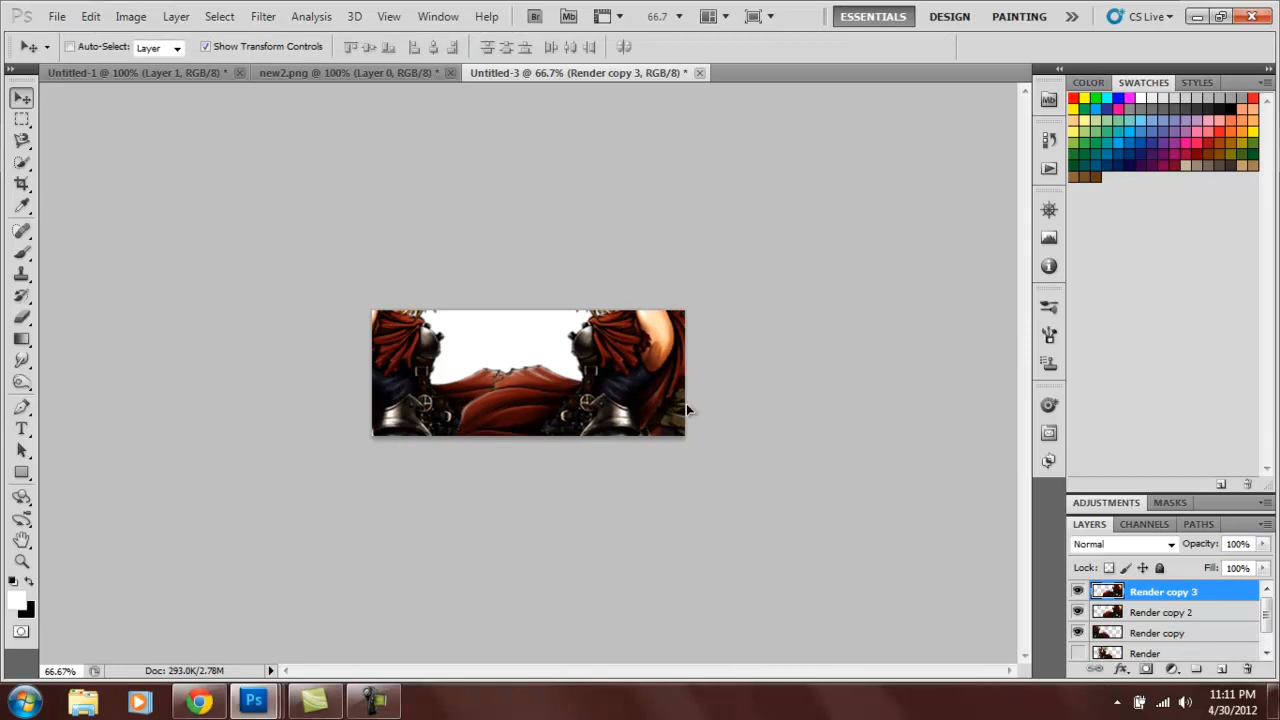 Ps File Edit Image Layer Select Filter Analysis 3D View Window Help Br Mb 66.7 ESSENTIALS DESIGN PAINTING CS Live
Auto-Select: Layer Show Transform Controls
Untitled-1 @ 100% (Layer 1, RGB/8) * new2.png @ 100% (Layer 0, RGB/8) * Untitled-3 @ 66.7% (Render copy 3, RGB/8) *
COLOR SWATCHES STYLES
Mb
ADJUSTMENTS MASKS
LAYERS CHANNELS PATHS
Normal Opacity: 100%
Lock: Fill: 100%
Render copy 3
Render copy 2
Render copy
Render
66.67% Doc: 293.0K/2.78M
Ps
11:11 PM
4/30/2012